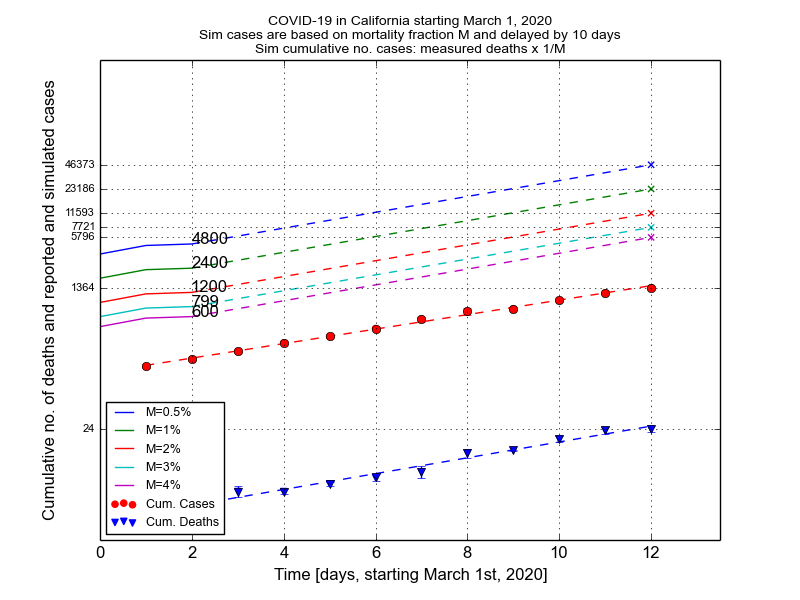 COVID-19 in California starting March 1, 2020
Sim cases are based on mortality fraction M and delayed by 10 days
Sim cumulative no. cases: measured deaths x 1/M
Cumulative no. of deaths and reported and simulated cases
46373
23186
11593
7721
5796
1364
24
4800
2400
1200
799
600
M=0.5%
M=1%
M=2%
M=3%
M=4%
Cum. Cases
Cum. Deaths
0 2 4 6 8 10 12
Time [days, starting March 1st, 2020]